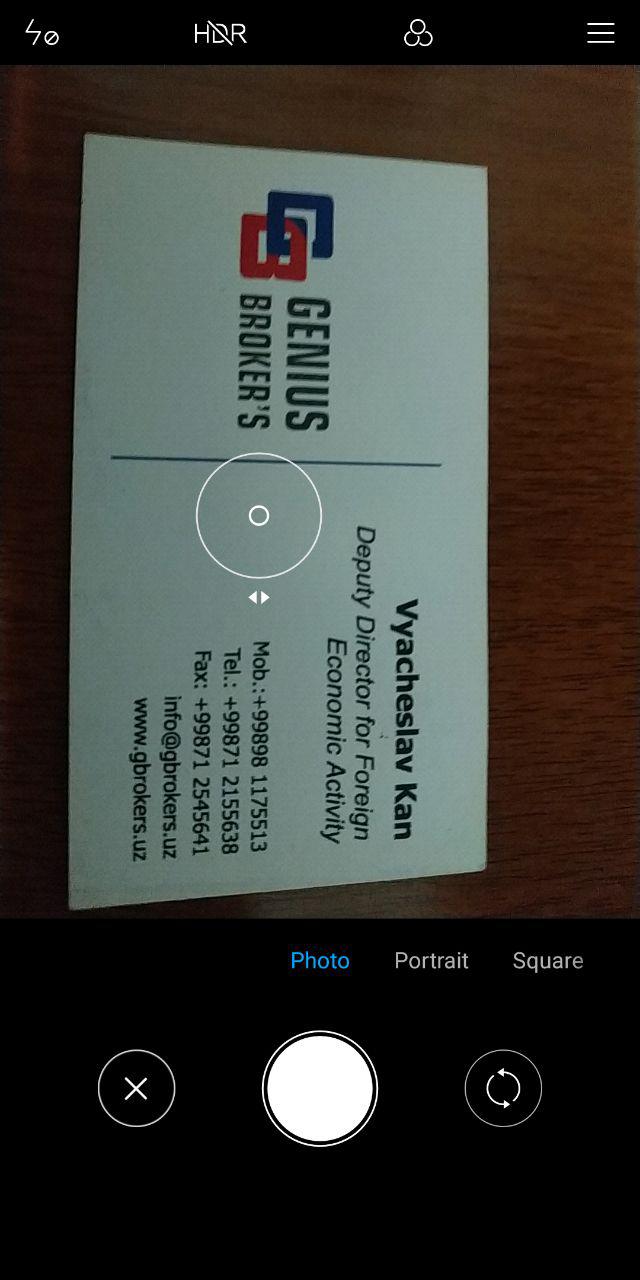 HDR
GENIUS
BROKER'S
Vyacheslav Kan
Deputy Director for Foreign
Economic Activity
Mob.:+99898 1175513
Tel.: +99871 2155638
Fax: +99871 2545641
info@gbrokers.uz
www.gbrokers.uz
Photo
Portrait
Square